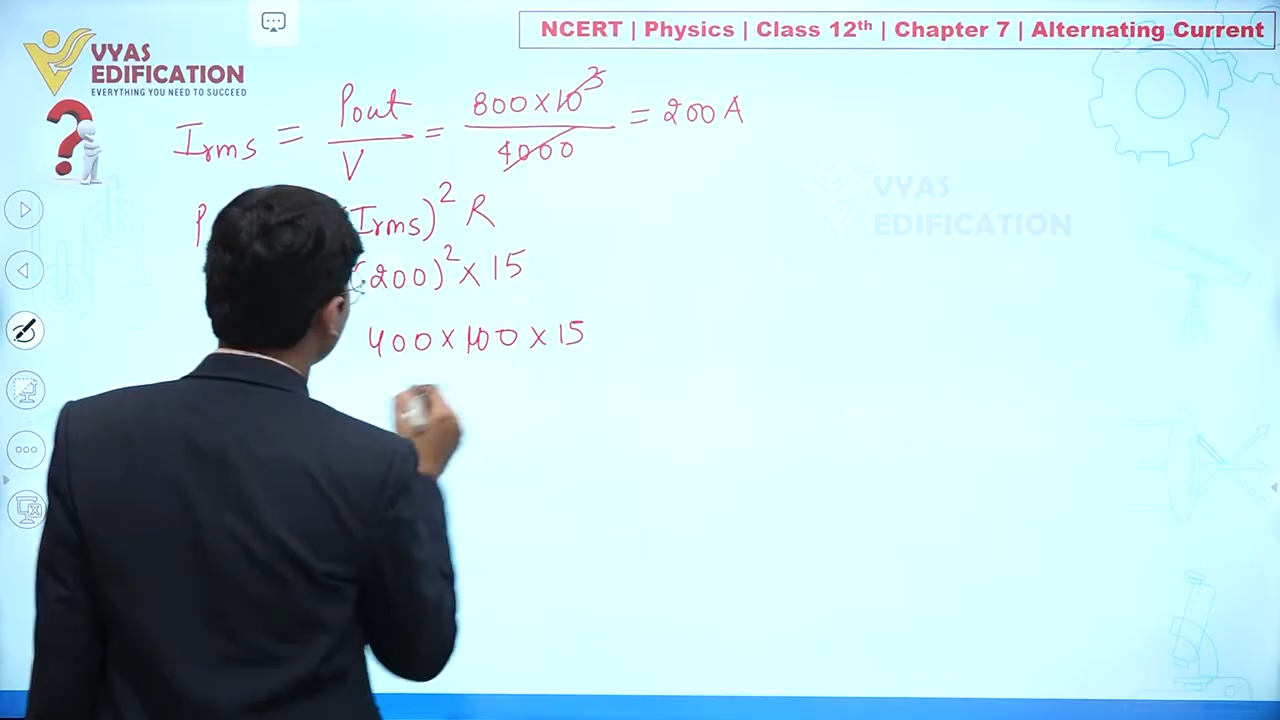 NCERT | Physics | Class 12th | Chapter 7 | Alternating Current
VYAS
EDIFICATION
EVERYTHING YOU NEED TO SUCCEED
?
Irms = Pout / V = 800 × 10³ / 4000 = 200 A
P (Irms)² R
(200)² × 15
400 × 100 × 15
VYAS
EDIFICATION